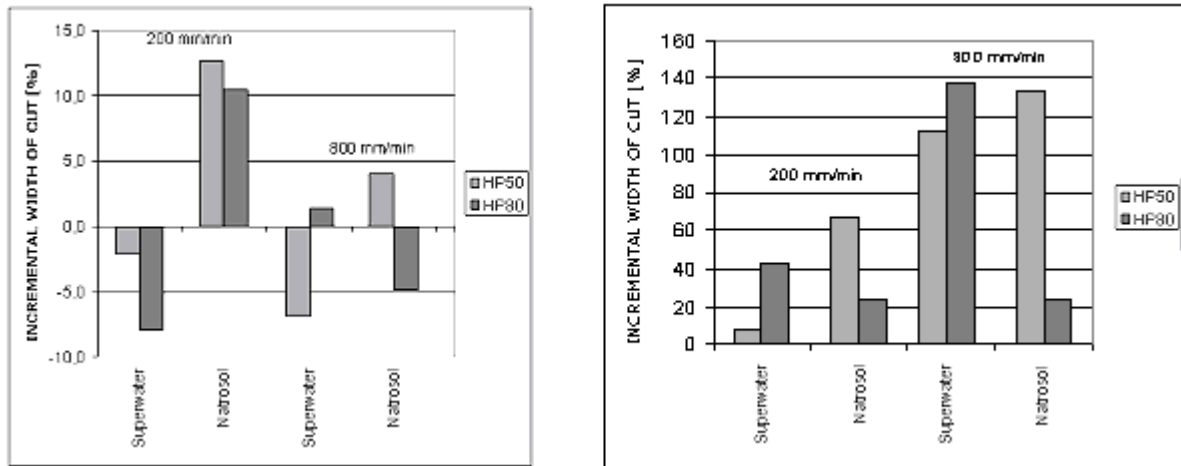 INCREMENTAL WIDTH OF CUT [%]
15,0
10,0
5,0
0,0
-5,0
-10,0
200 mm/min
800 mm/min
Superwater
Natrosol
Superwater
Natrosol
HP50
HP80
INCREMENTAL WIDTH OF CUT [%]
160
140
120
100
80
60
40
20
0
200 mm/min
800 mm/min
Superwater
Natrosol
Superwater
Natrosol
HP50
HP80